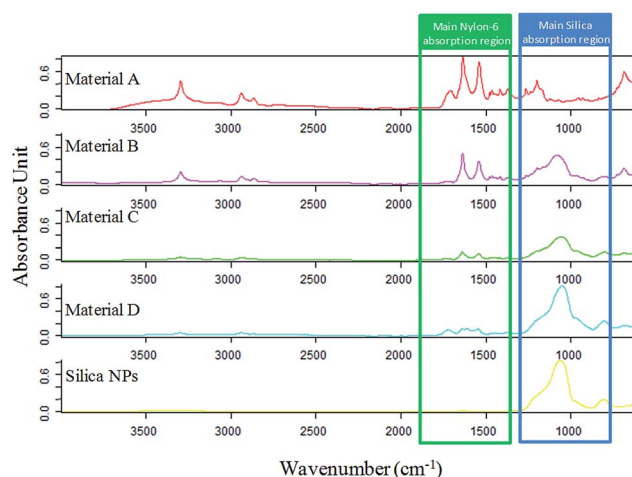 Main Nylon-6 absorption region
Main Silica absorption region
Material A
0.6
0.0
3500 3000 2500 2000 1500 1000
Material B
0.6
0.0
3500 3000 2500 2000 1500 1000
Material C
0.6
0.0
3500 3000 2500 2000 1500 1000
Material D
0.6
0.0
3500 3000 2500 2000 1500 1000
Silica NPs
0.6
0.0
3500 3000 2500 2000 1500 1000
Absorbance Unit
Wavenumber (cm⁻¹)